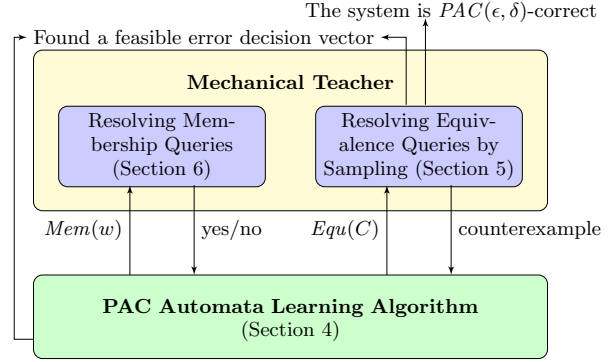 The system is PAC(ϵ, δ)-correct
Found a feasible error decision vector
Mechanical Teacher
Resolving Mem-
bership Queries
(Section 6)
Resolving Equiv-
alence Queries by
Sampling (Section 5)
Mem(w)
yes/no
Equ(C)
counterexample
PAC Automata Learning Algorithm
(Section 4)